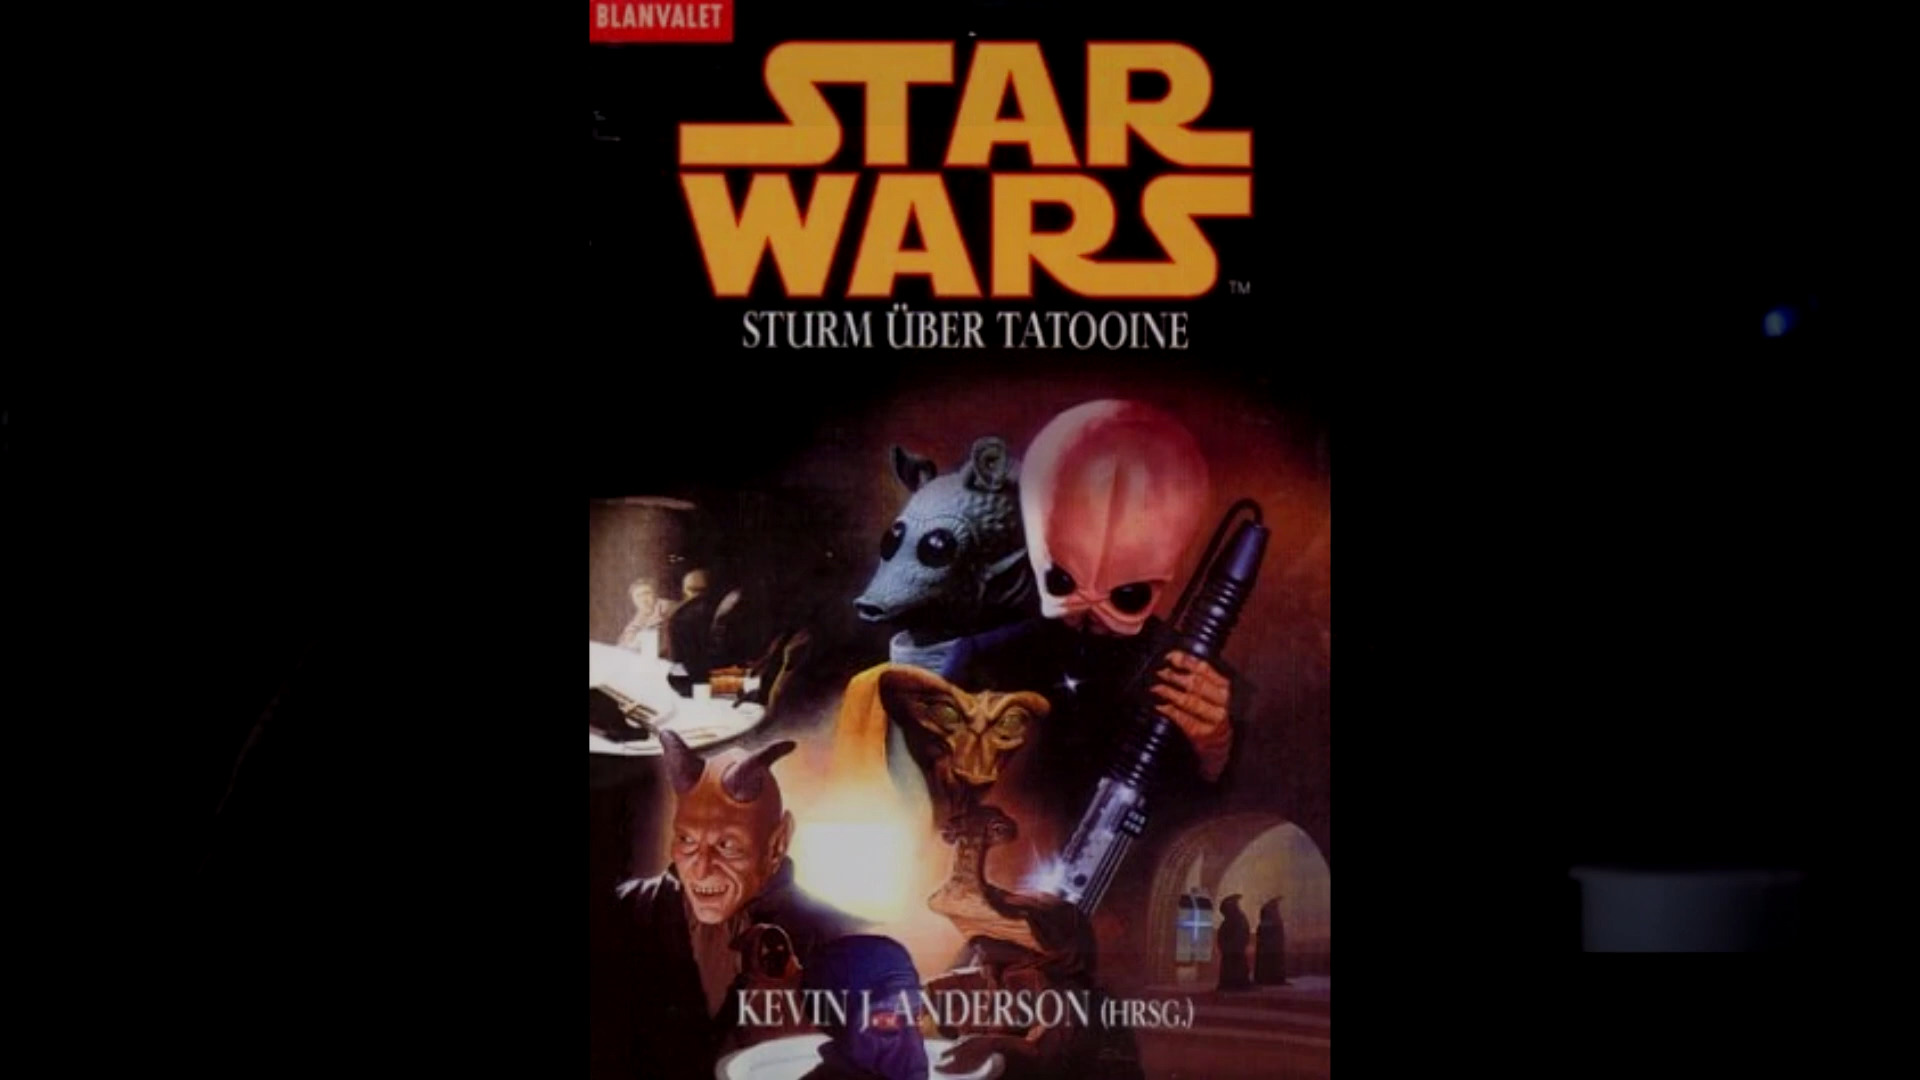 BLANVALET
STAR
WARS
™
STURM ÜBER TATOOINE
KEVIN J. ANDERSON (HRSG.)